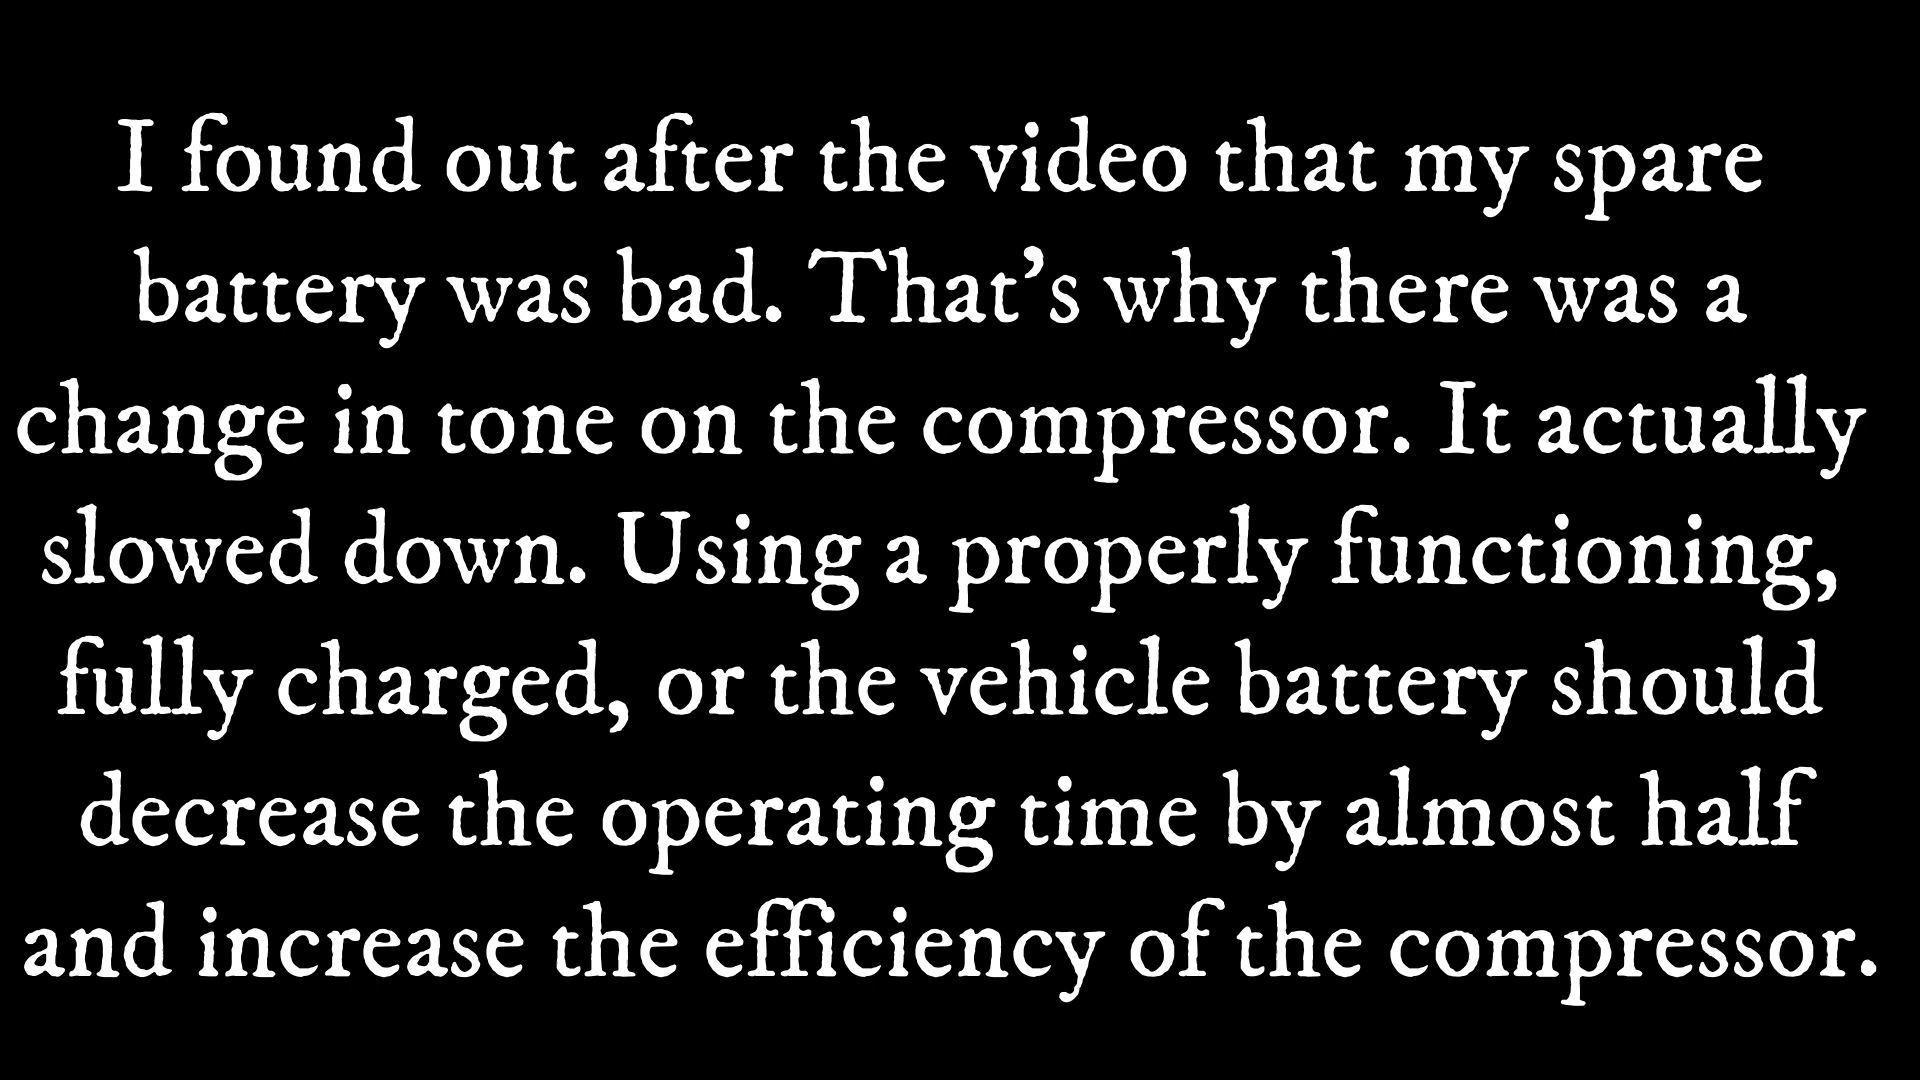 I found out after the video that my spare
battery was bad. That's why there was a
change in tone on the compressor. It actually
slowed down. Using a properly functioning,
fully charged, or the vehicle battery should
decrease the operating time by almost half
and increase the efficiency of the compressor.